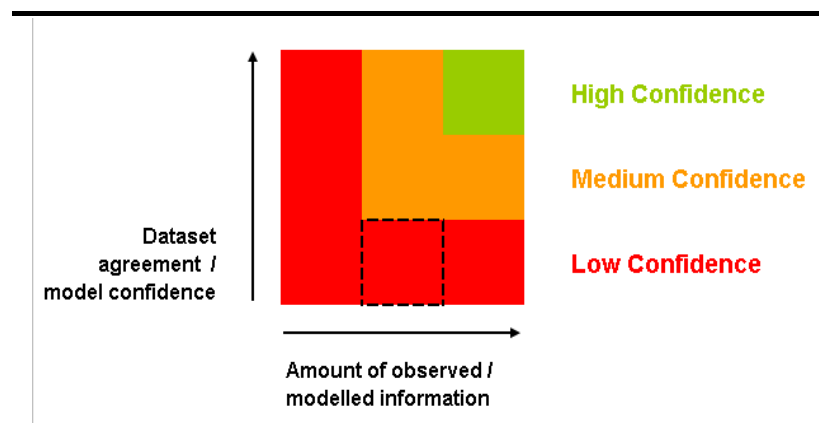 High Confidence
Medium Confidence
Dataset
agreement /
model confidence
Low Confidence
Amount of observed /
modelled information